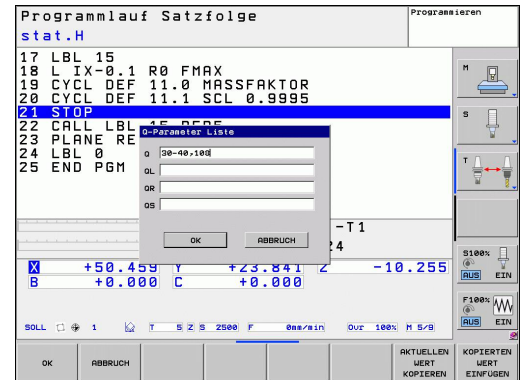 Programmlauf Satzfolge
Programmieren
stat.H
17 LBL 15
18 L IX-0.1 R0 FMAX
19 CYCL DEF 11.0 MASSFAKTOR
20 CYCL DEF 11.1 SCL 0.9995
21 STOP
22 CALL LBL 15 REP5
23 PLANE RE
24 LBL 0
25 END PGM
Q-Parameter Liste
Q 30-40,108
QL
QR
QS
OK ABBRUCH
-T1
24
X +50.459 Y +23.841 Z -10.255
B +0.000 C +0.000
SOLL 1 T 5 Z S 2500 F 0mm/min Ovr 100% M 5/9
M
S
T
S100%
AUS EIN
F100%
AUS EIN
OK
ABBRUCH
AKTUELLEN WERT KOPIEREN
KOPIERTEN WERT EINFÜGEN